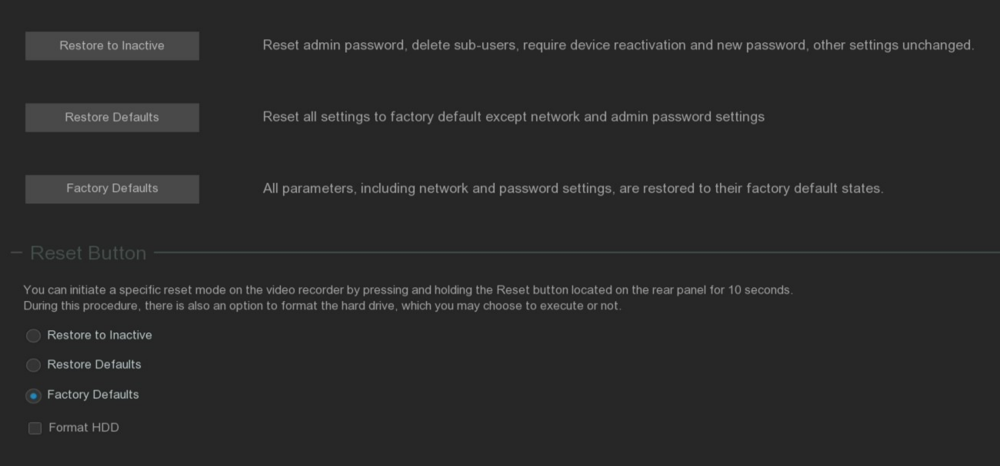 Restore to Inactive
Reset admin password, delete sub-users, require device reactivation and new password, other settings unchanged.
Restore Defaults
Reset all settings to factory default except network and admin password settings
Factory Defaults
All parameters, including network and password settings, are restored to their factory default states.
Reset Button
You can initiate a specific reset mode on the video recorder by pressing and holding the Reset button located on the rear panel for 10 seconds.
During this procedure, there is also an option to format the hard drive, which you may choose to execute or not.
Restore to Inactive
Restore Defaults
Factory Defaults
Format HDD